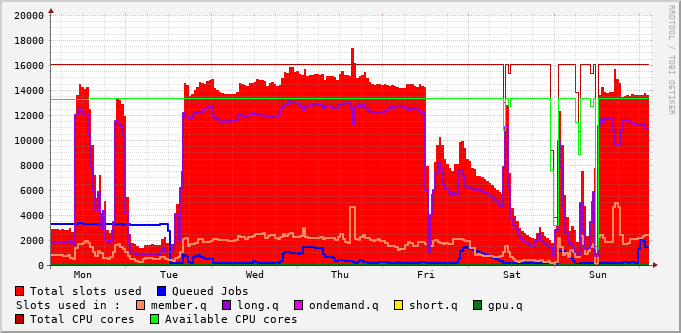 RRDTOOL / TOBI OETIKER
20000
18000
16000
14000
12000
10000
8000
6000
4000
2000
0
Mon Tue Wed Thu Fri Sat Sun
Total slots used Queued Jobs
Slots used in : member.q long.q ondemand.q short.q gpu.q
Total CPU cores Available CPU cores